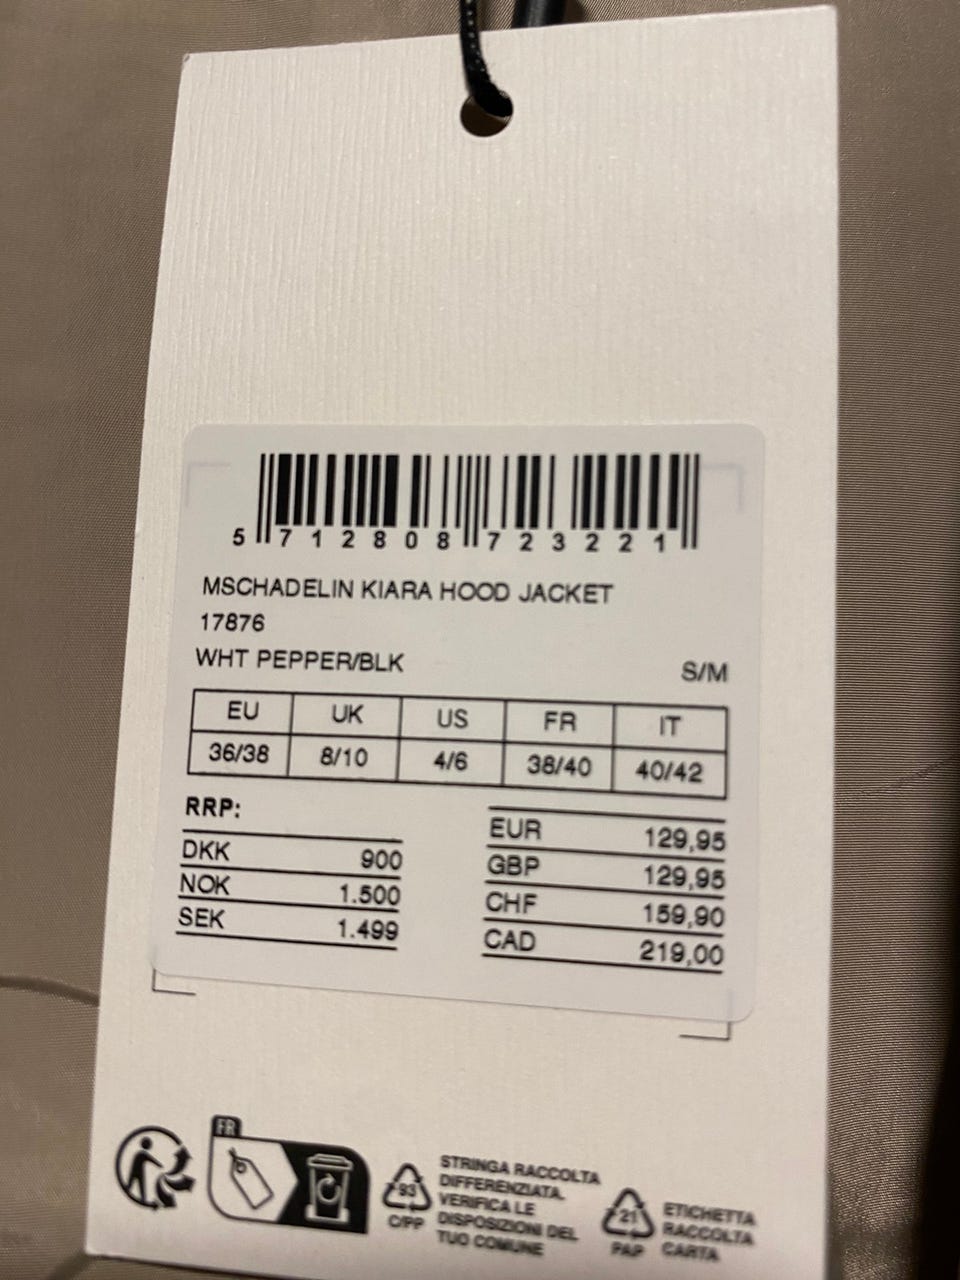 5 712808 723221
MSCHADELIN KIARA HOOD JACKET
17876
WHT PEPPER/BLK S/M
EU UK US FR IT
36/38 8/10 4/6 38/40 40/42
RRP:
DKK 900
NOK 1.500
SEK 1.499
EUR 129,95
GBP 129,95
CHF 159,90
CAD 219,00
FR
93
C/PP
STRINGA RACCOLTA
DIFFERENZIATA.
VERIFICA LE
DISPOSIZIONI DEL
TUO COMUNE
21
PAP
ETICHETTA
RACCOLTA
CARTA